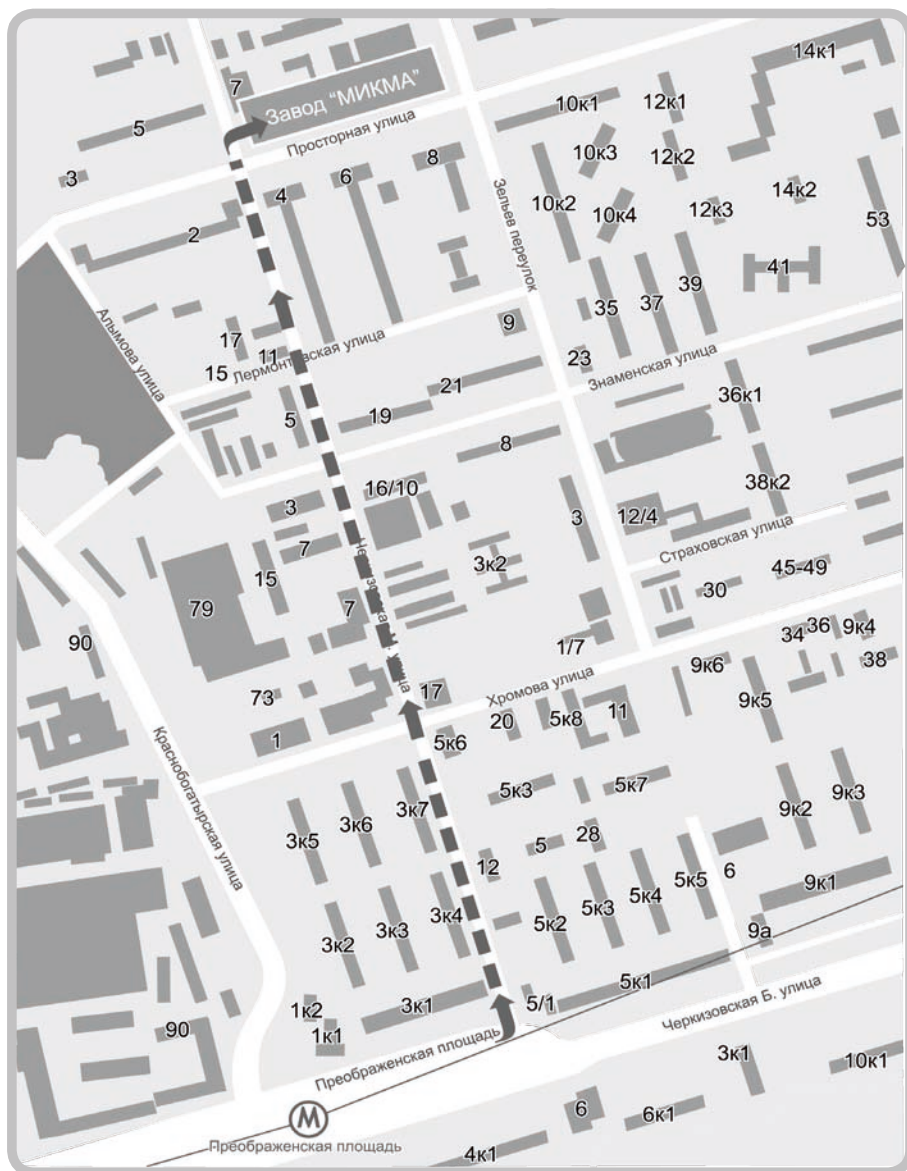 14к1
7
Завод "МИКМА"
10к1
12к1
5
Просторная улица
10к3
12к2
8
3
4
6
10к2
10к4
14к2
12к3
53
2
Зельев переулок
41
39
37
35
Алымова улица
9
17
11
15
Лермонтовская улица
23
Знаменская улица
21
36к1
5
19
8
38к2
16/10
3
3
12/4
Страховская улица
7
3к2
15
45-49
30
79
7
90
36
9к4
34
1/7
38
9к6
17
Хромова улица
73
9к5
20
5к8
11
1
5к6
Краснобогатырская улица
5к7
5к3
3к7
3к6
3к5
9к3
9к2
28
5
12
6
5к5
9к1
5к4
5к3
5к2
3к4
3к3
3к2
9а
5к1
3к1
5/1
1к2
1к1
90
Черкизовская Б. улица
Преображенская площадь
3к1
10к1
М
6
6к1
Преображенская площадь
4к1